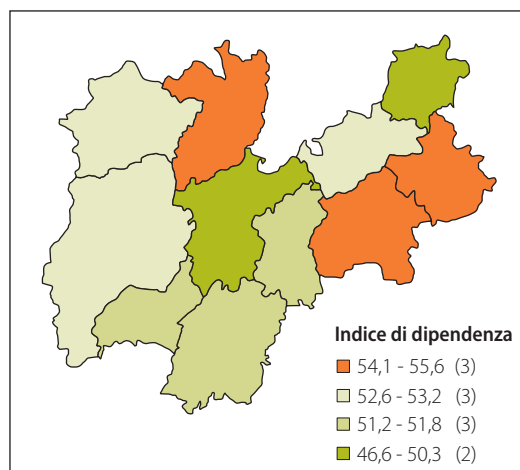 Indice di dipendenza
54,1 - 55,6 (3)
52,6 - 53,2 (3)
51,2 - 51,8 (3)
46,6 - 50,3 (2)